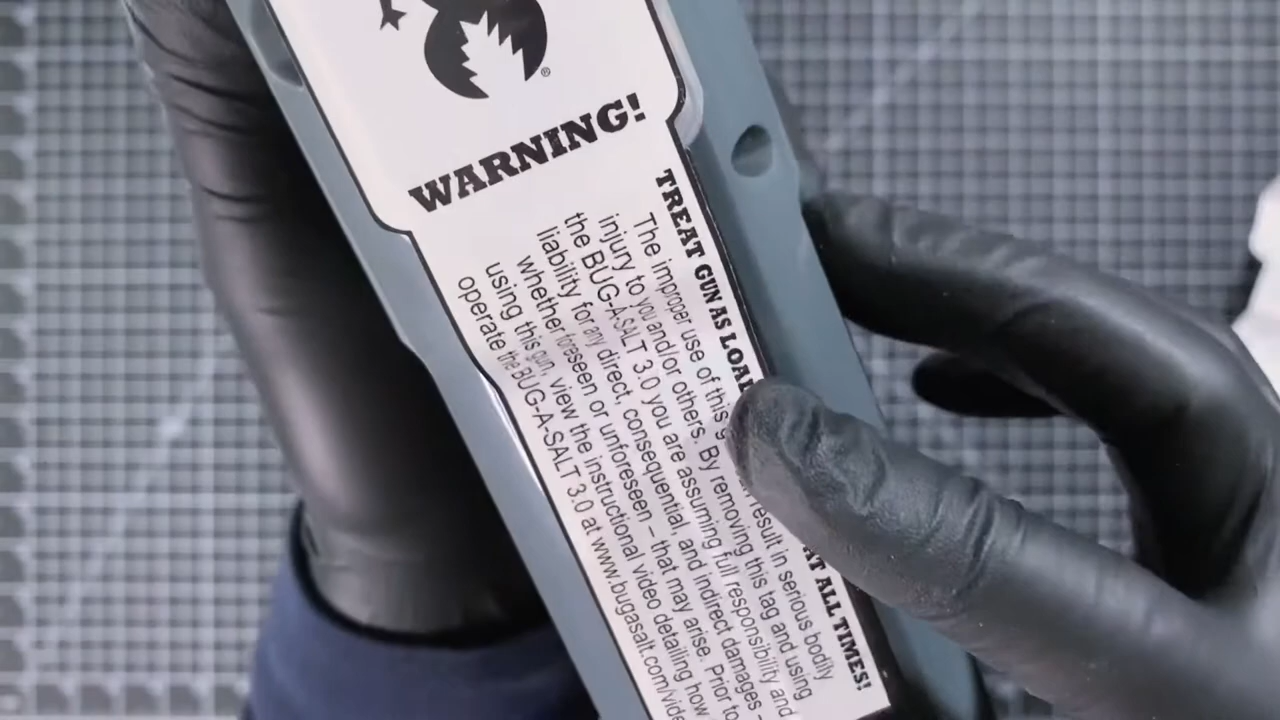 ®
WARNING!
TREAT GUN AS LOA AT ALL TIMES!
The improper use of this result in serious bodily
injury to you and/or others. By removing this tag and using
the BUG-A-SALT 3.0 you are assuming full responsibility and
liability for any direct, consequential, and indirect damages –
whether foreseen or unforeseen – that may arise. Prior to
using this gun, view the instructional video detailing how
operate the BUG-A-SALT 3.0 at www.bugasalt.com/vide